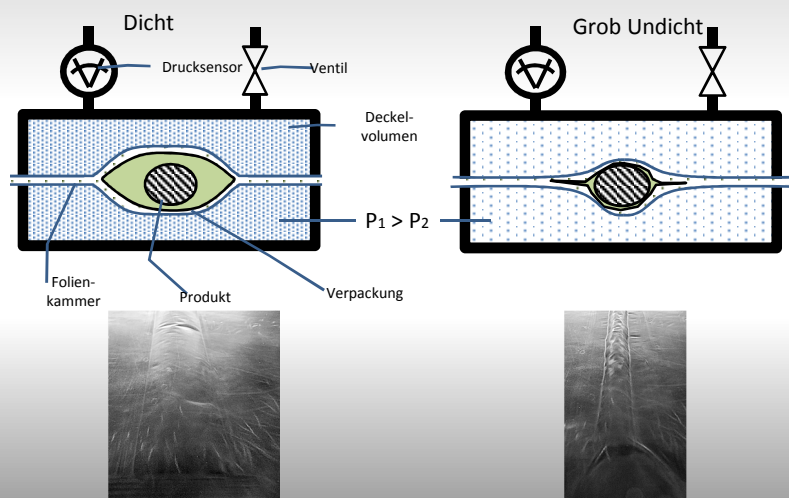 Dicht
Grob Undicht
Drucksensor
Ventil
Deckel-
volumen
P₁ > P₂
Folien-
kammer
Produkt
Verpackung